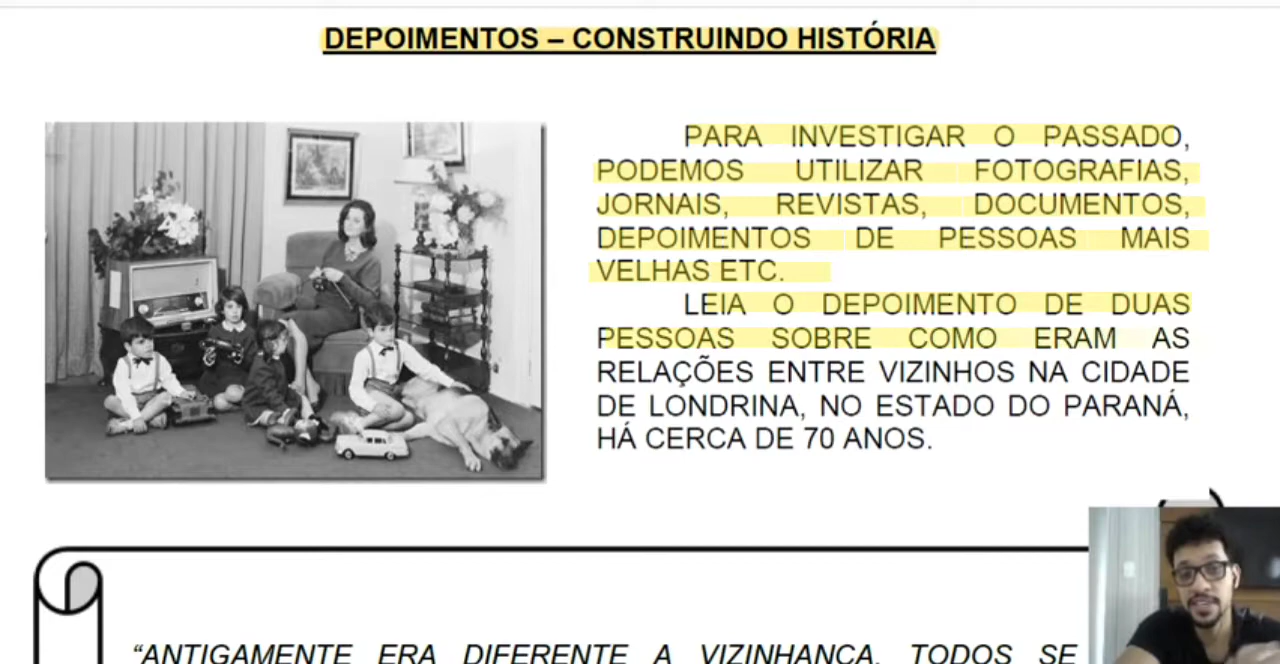 DEPOIMENTOS – CONSTRUINDO HISTÓRIA
PARA INVESTIGAR O PASSADO,
PODEMOS UTILIZAR FOTOGRAFIAS,
JORNAIS, REVISTAS, DOCUMENTOS,
DEPOIMENTOS DE PESSOAS MAIS
VELHAS ETC.
LEIA O DEPOIMENTO DE DUAS
PESSOAS SOBRE COMO ERAM AS
RELAÇÕES ENTRE VIZINHOS NA CIDADE
DE LONDRINA, NO ESTADO DO PARANÁ,
HÁ CERCA DE 70 ANOS.
“ANTIGAMENTE ERA DIFERENTE A VIZINHANÇA. TODOS SE